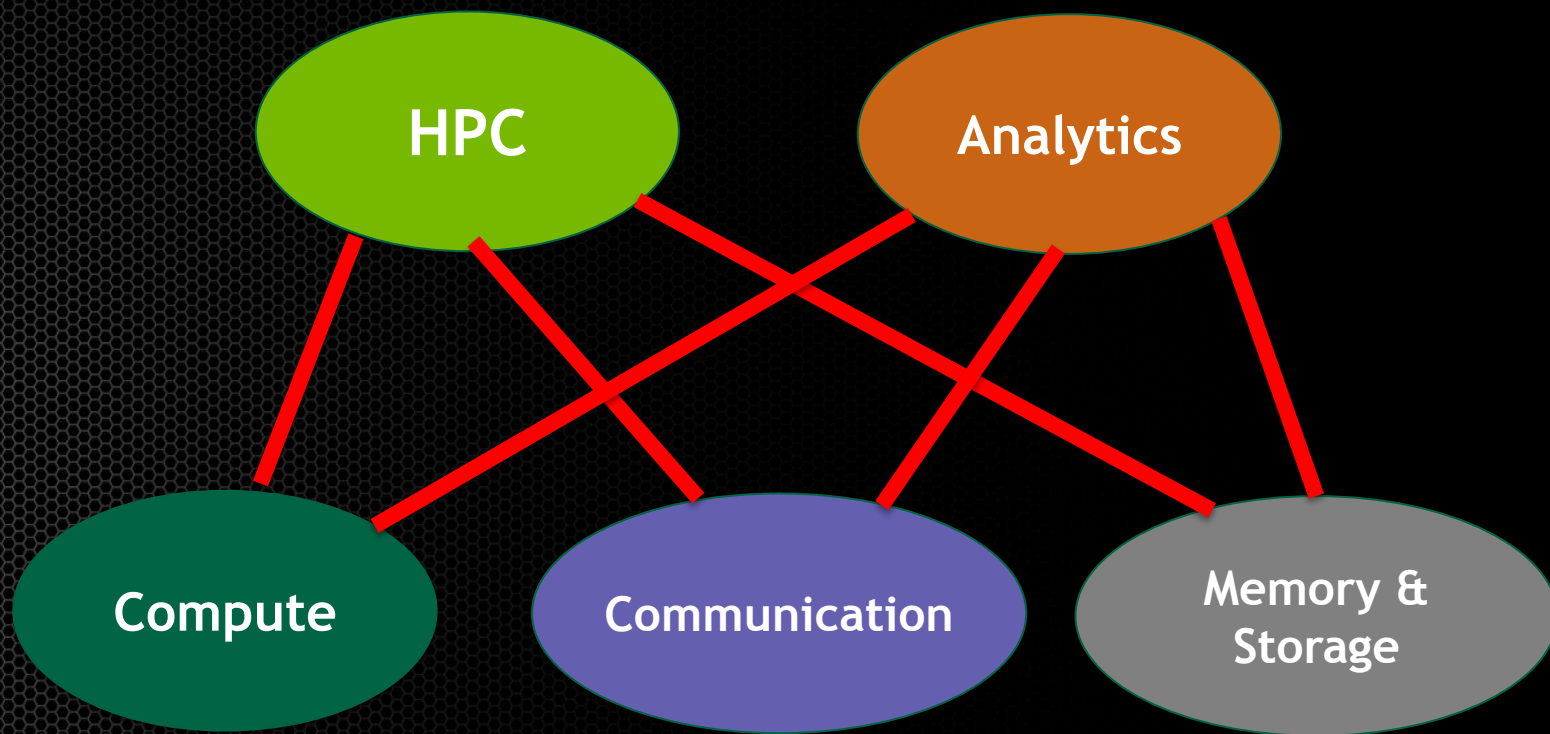 HPC
Analytics
Compute
Communication
Memory &
Storage